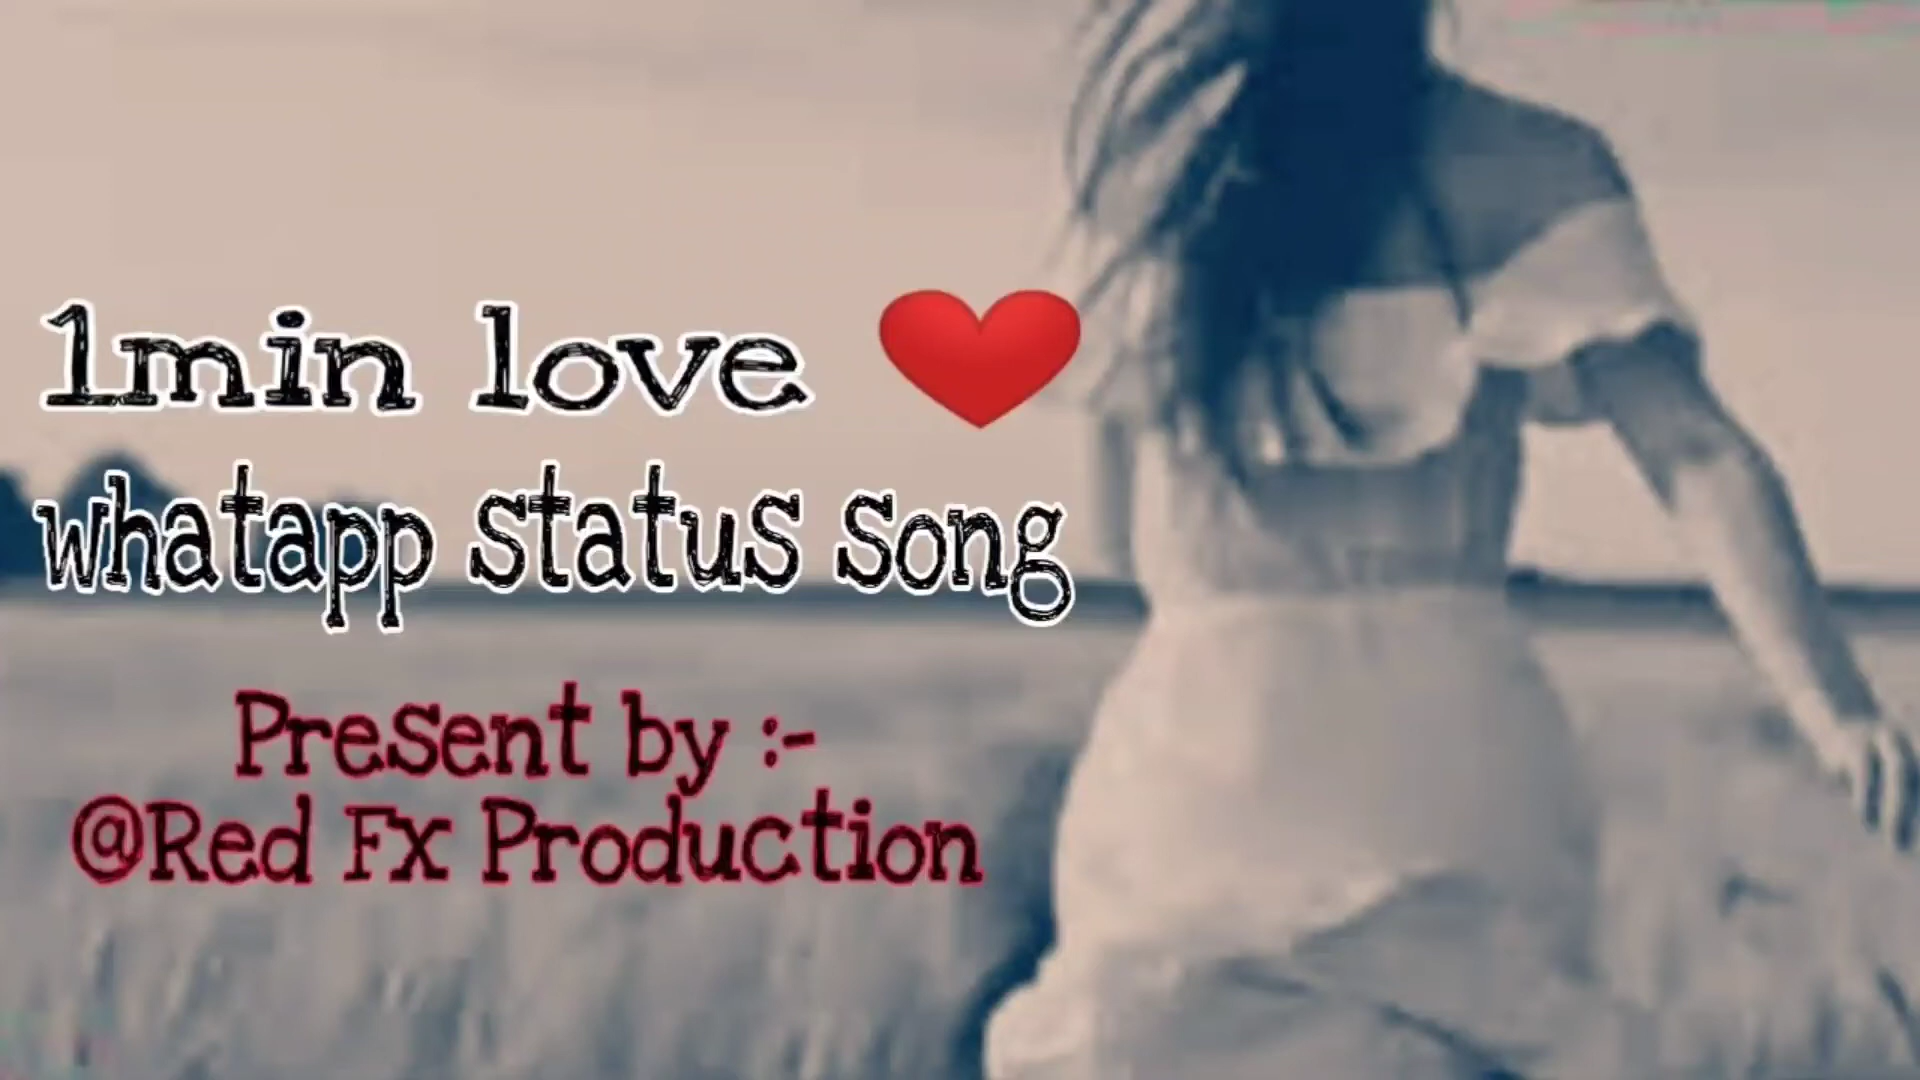 1min love ❤
whatapp status song
Present by :-
@Red Fx Production